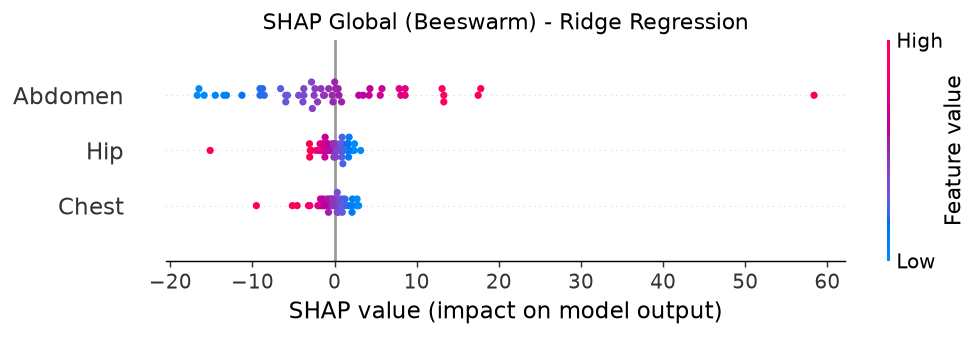 SHAP Global (Beeswarm) - Ridge Regression
High
Abdomen
Hip
Chest
Feature value
Low
−20 −10 0 10 20 30 40 50 60
SHAP value (impact on model output)